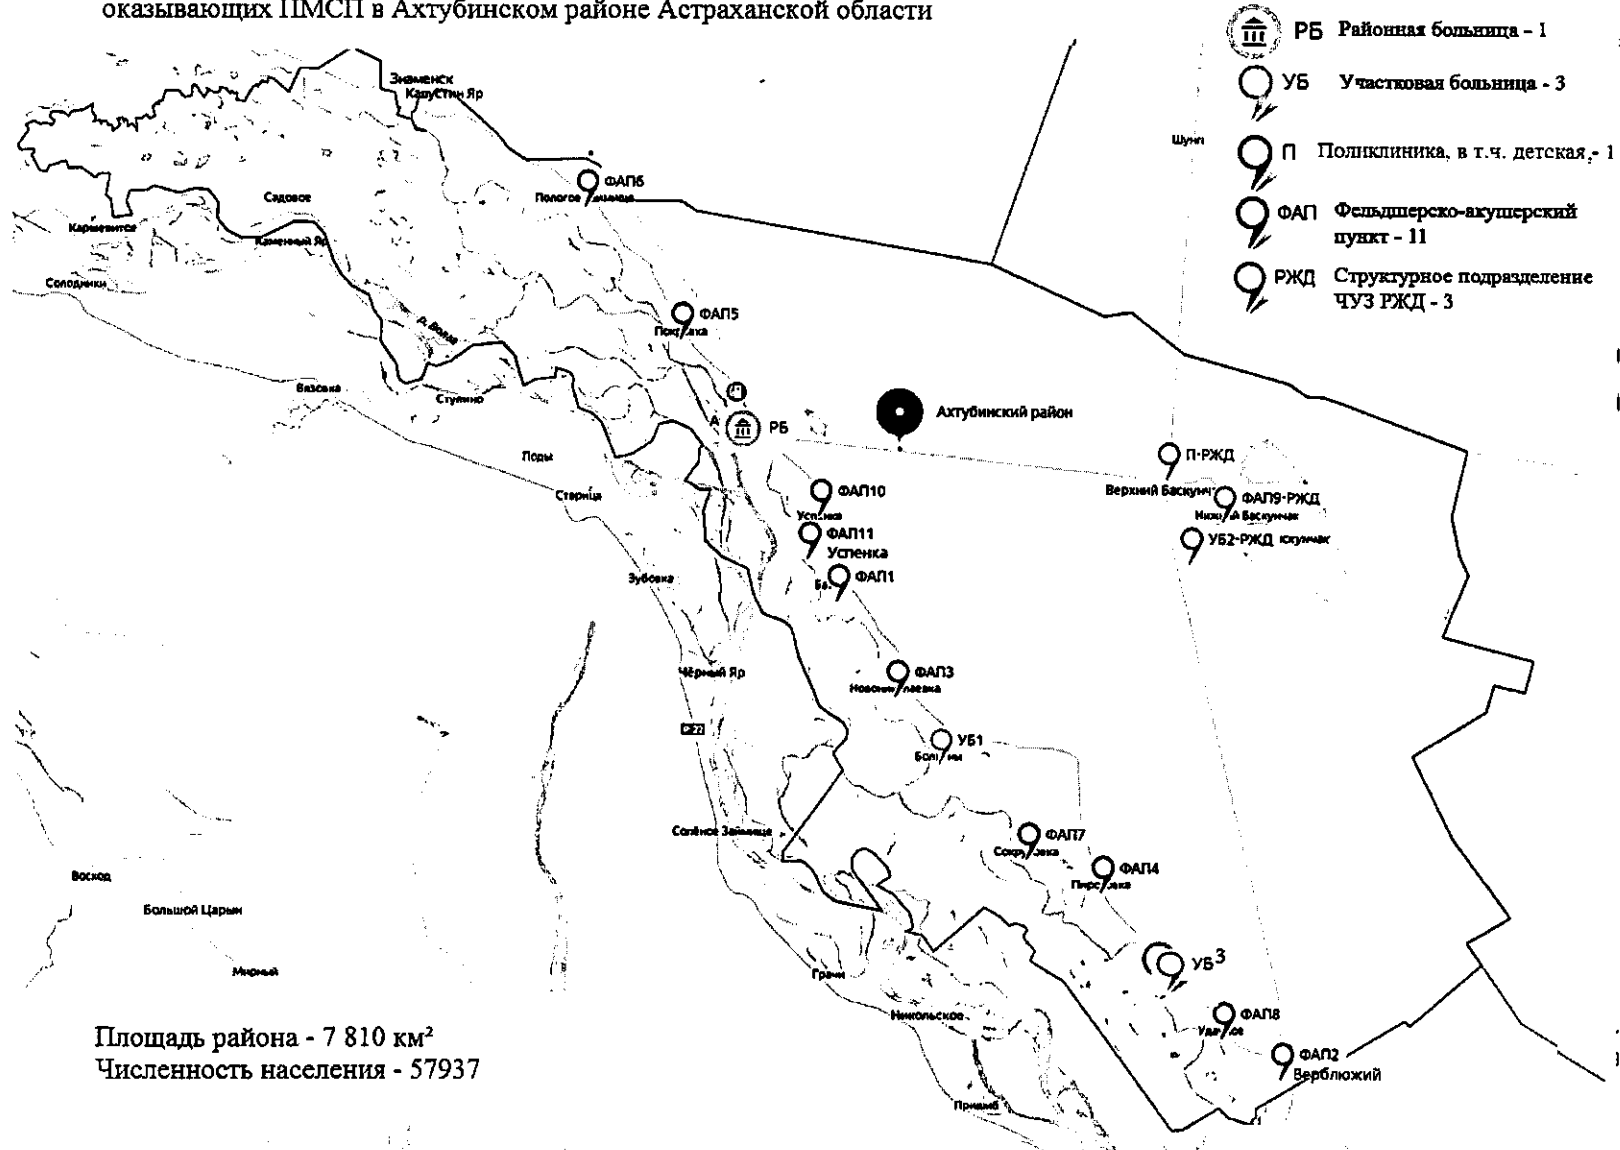 оказывающих ПМСП в Ахтубинском районе Астраханской области
РБ Районная больница - 1
УБ Участковая больница - 3
П Поликлиника, в т.ч. детская,- 1
ФАП Фельдшерско-акушерский
пункт - 11
РЖД Структурное подразделение
ЧУЗ РЖД - 3
Знаменск
Капустин Яр
ФАП6
Пологое
Садовое
Каменный Яр
Солодники
р. Волга
ФАП5
Вязовка
Ступино
РБ
Ахтубинский район
Поды
Старица
П-РЖД
Верхний
ФАП10
ФАП9-РЖД
Баскунчак
ФАП11
Успенка
УБ2-РЖД
Зубовка
ФАП1
Чёрный Яр
ФАП3
УБ1
Солёное Займище
ФАП7
ФАП4
Восход
Большой Царын
Мирный
Грачи
УБ3
Никольское
ФАП8
ФАП2
Верблюжий
Пришиб
Площадь района - 7 810 км²
Численность населения - 57937